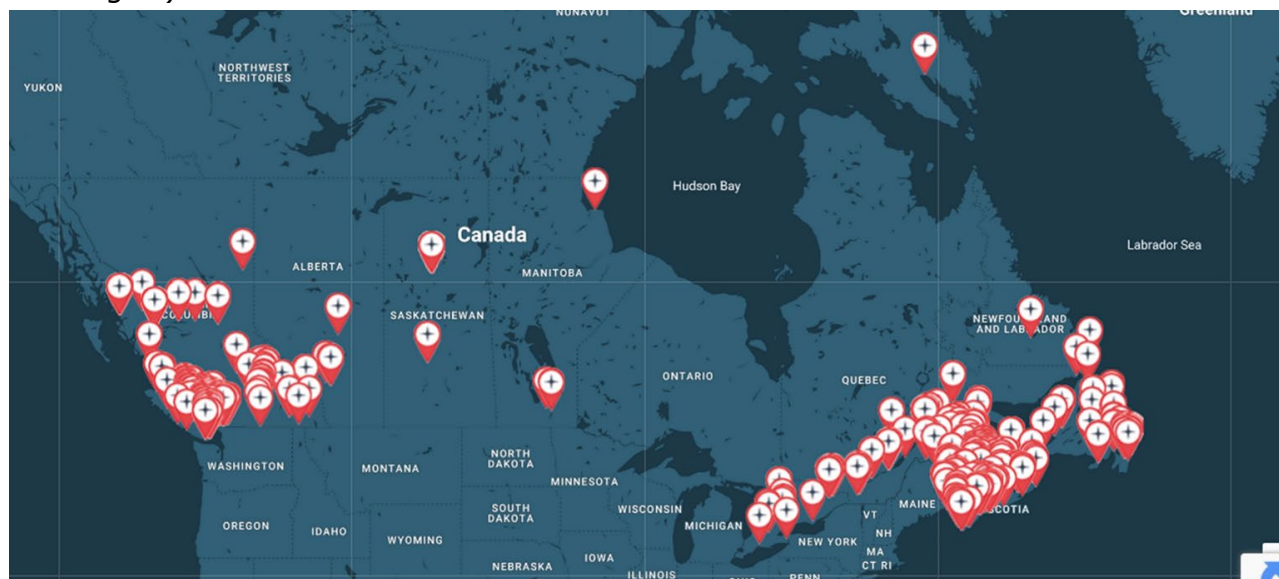 NUNAVUT
Greenland
NORTHWEST
TERRITORIES
YUKON
Hudson Bay
Canada
Labrador Sea
ALBERTA
MANITOBA
SASKATCHEWAN
NEWFOUNDLAND
AND LABRADOR
ONTARIO
QUEBEC
WASHINGTON
MONTANA
NORTH
DAKOTA
MINNESOTA
MAINE
SCOTIA
WISCONSIN
SOUTH
DAKOTA
VT
OREGON
IDAHO
MICHIGAN
NH
WYOMING
NEW YORK
MA
IOWA
CT RI
NEBRASKA
ILLINOIS
PENN